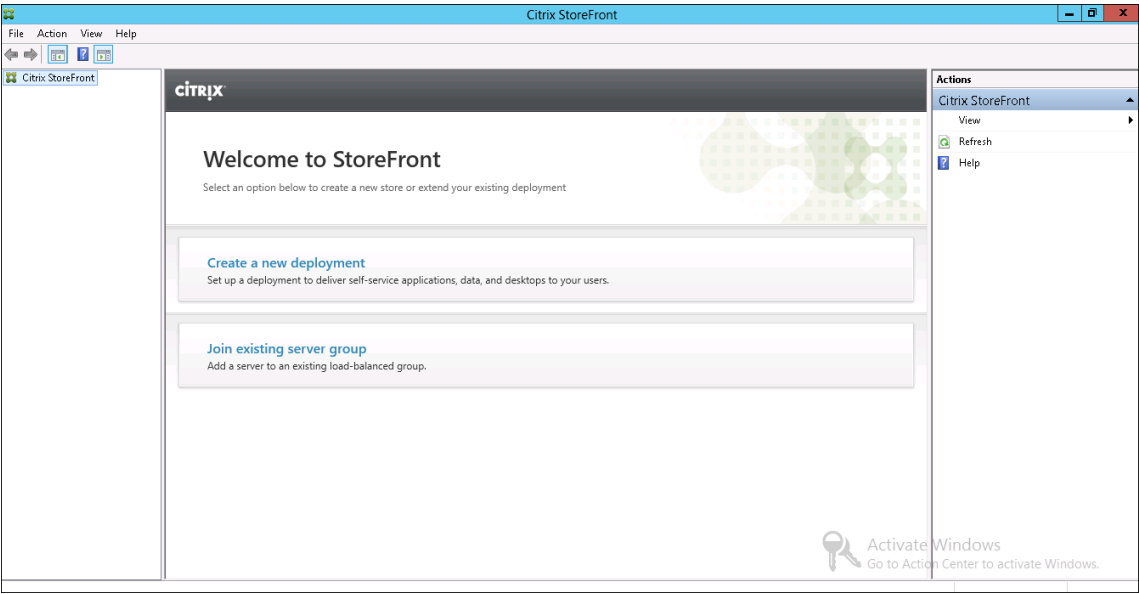 Citrix StoreFront
File Action View Help
Citrix StoreFront
CİTRIX
Welcome to StoreFront
Select an option below to create a new store or extend your existing deployment
Create a new deployment
Set up a deployment to deliver self-service applications, data, and desktops to your users.
Join existing server group
Add a server to an existing load-balanced group.
Actions
Citrix StoreFront
View
Refresh
Help
Activate Windows
Go to Action Center to activate Windows.